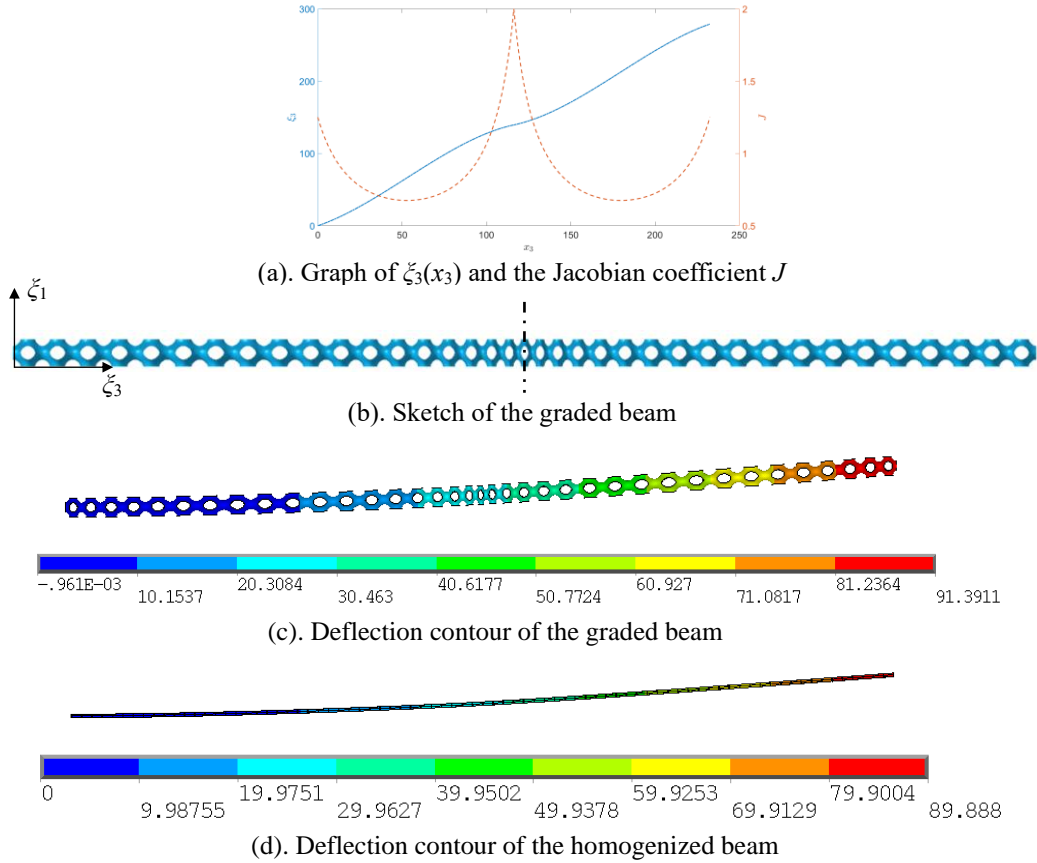 300
200
100
0
ξ₃
2
1.5
1
0.5
J
0 50 100 150 200 250
x₃
(a). Graph of ξ₃(x₃) and the Jacobian coefficient J
ξ₁
ξ₃
(b). Sketch of the graded beam
-.961E-03 20.3084 40.6177 60.927 81.2364
10.1537 30.463 50.7724 71.0817 91.3911
(c). Deflection contour of the graded beam
0 19.9751 39.9502 59.9253 79.9004
9.98755 29.9627 49.9378 69.9129 89.888
(d). Deflection contour of the homogenized beam